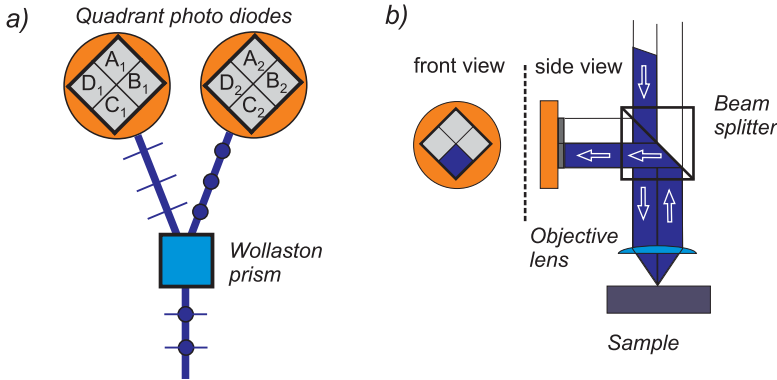 a)
Quadrant photo diodes
A1
D1 B1
C1
A2
D2 B2
C2
Wollaston
prism
b)
front view
side view
Beam
splitter
Objective
lens
Sample